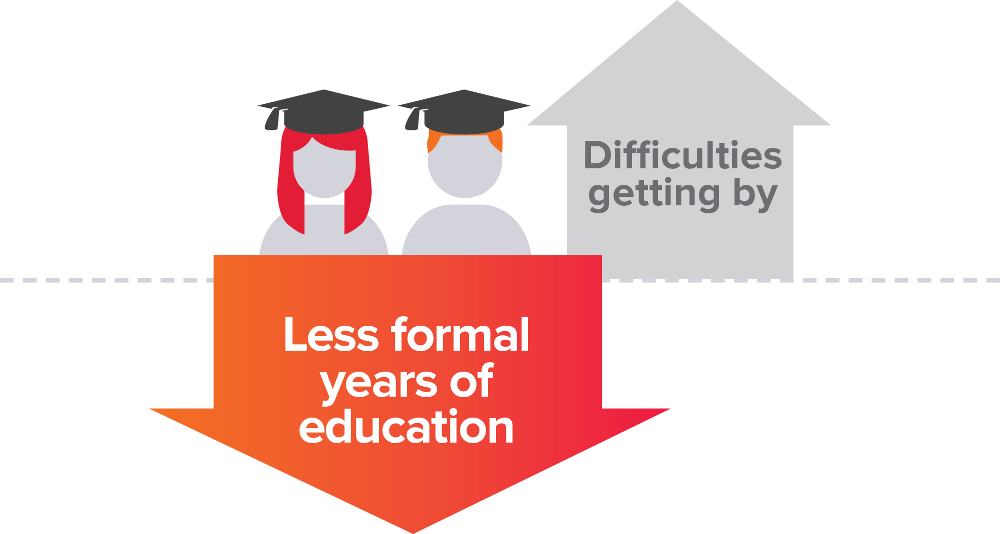 Difficulties
getting by
Less formal
years of
education